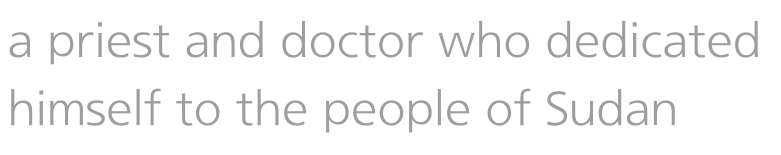 a priest and doctor who dedicated
himself to the people of Sudan